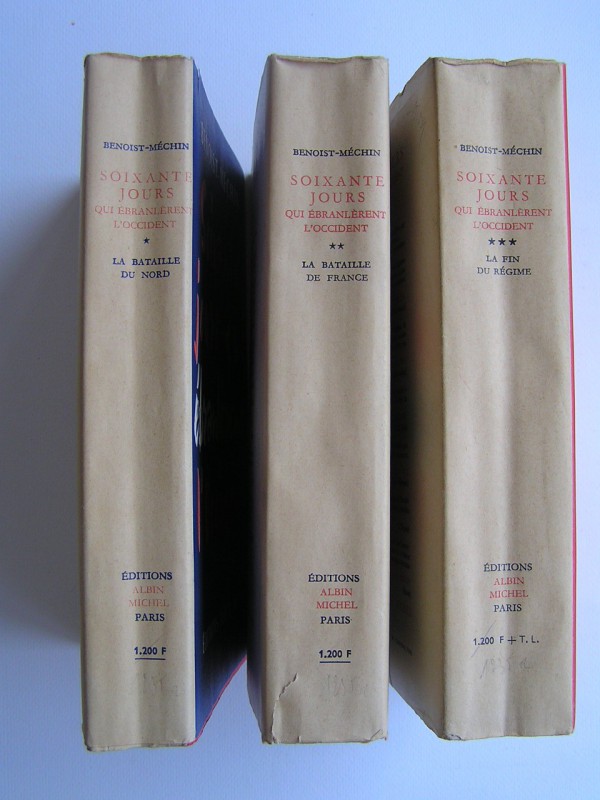 BENOIST-MÉCHIN
SOIXANTE
JOURS
QUI ÉBRANLÈRENT
L'OCCIDENT
★
LA BATAILLE
DU NORD
ÉDITIONS
ALBIN
MICHEL
PARIS
1.200 F
BENOIST-MÉCHIN
SOIXANTE
JOURS
QUI ÉBRANLÈRENT
L'OCCIDENT
★★
LA BATAILLE
DE FRANCE
ÉDITIONS
ALBIN
MICHEL
PARIS
1.200 F
BENOIST-MÉCHIN
SOIXANTE
JOURS
QUI ÉBRANLÈRENT
L'OCCIDENT
★★★
LA FIN
DU RÉGIME
ÉDITIONS
ALBIN
MICHEL
PARIS
1.200 F + T. L.